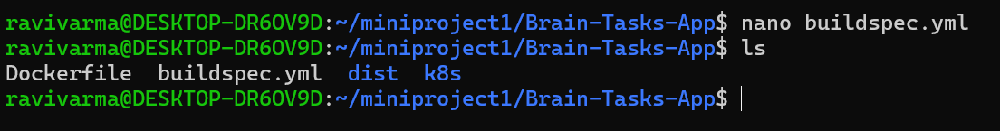 ravivarma@DESKTOP-DR6OV9D:~/miniproject1/Brain-Tasks-App$ nano buildspec.yml
ravivarma@DESKTOP-DR6OV9D:~/miniproject1/Brain-Tasks-App$ ls
Dockerfile  buildspec.yml  dist  k8s
ravivarma@DESKTOP-DR6OV9D:~/miniproject1/Brain-Tasks-App$